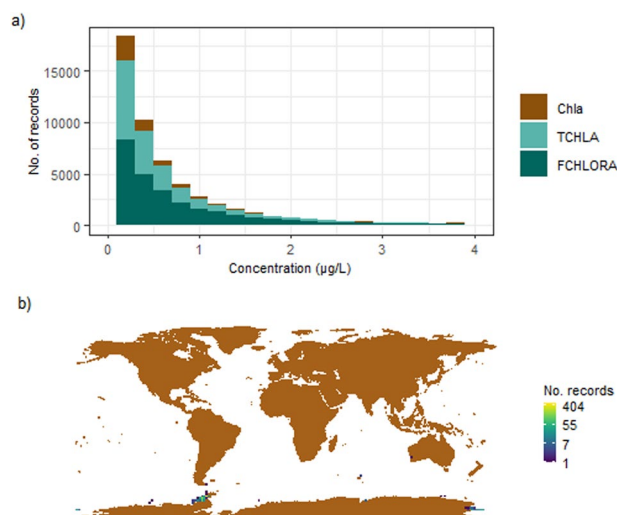 a)
No. of records
15000
10000
5000
0
0
1
2
3
4
Concentration (µg/L)
Chla
TCHLA
FCHLORA
b)
No. records
404
55
7
1